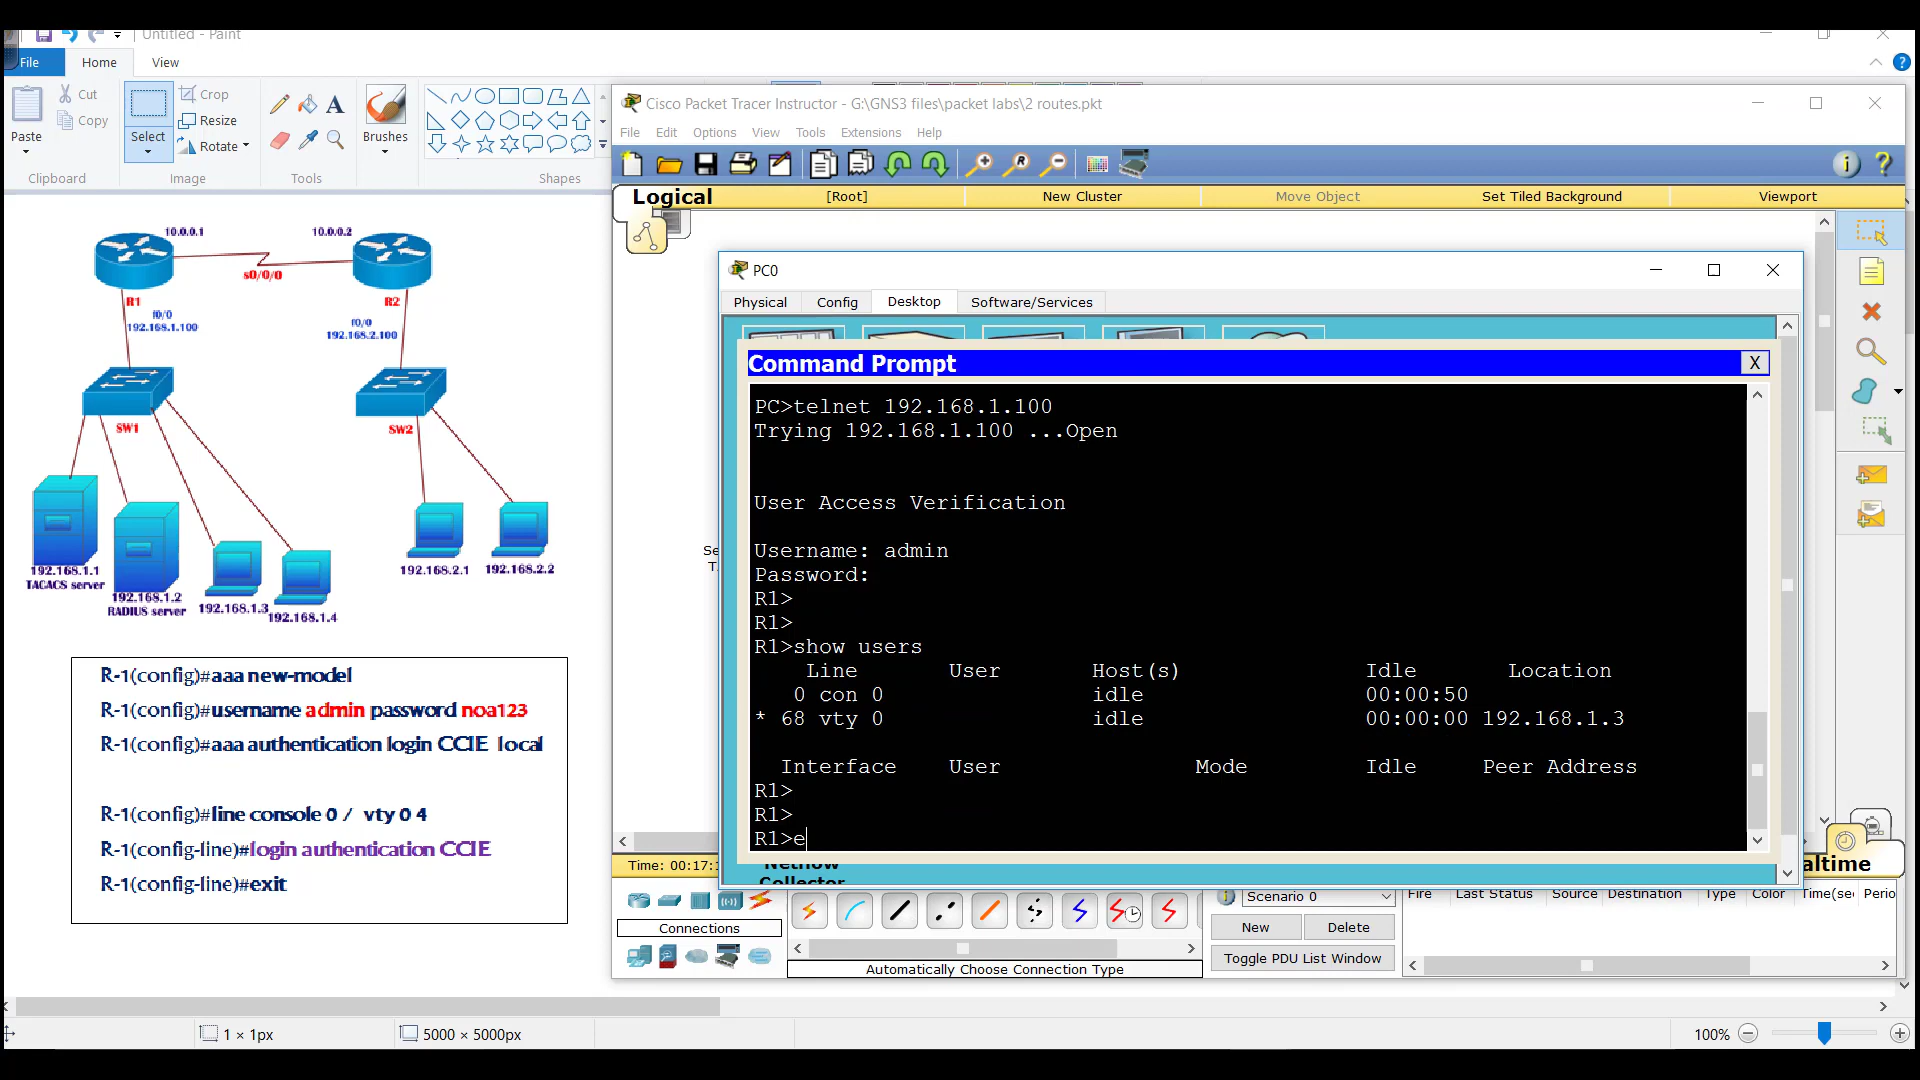 Untitled - Paint
File
Home
View
Paste
Cut
Copy
Clipboard
Select
Crop
Resize
Rotate
Image
Tools
Brushes
Shapes
10.0.0.1
10.0.0.2
s0/0/0
R1
R2
f0/0
192.168.1.100
f0/0
192.168.2.100
SW1
SW2
192.168.1.1
TAGACS server
192.168.1.2
RADIUS server
192.168.1.3
192.168.1.4
192.168.2.1
192.168.2.2
R-1(config)#aaa new-model
R-1(config)#username admin password noa123
R-1(config)#aaa authentication login CCIE local
R-1(config)#line console 0 / vty 0 4
R-1(config-line)#login authentication CCIE
R-1(config-line)#exit
1 × 1px
5000 × 5000px
100%
Cisco Packet Tracer Instructor - G:\GNS3 files\packet labs\2 routes.pkt
File Edit Options View Tools Extensions Help
Logical
[Root]
New Cluster
Move Object
Set Tiled Background
Viewport
Se
T
PC0
Physical
Config
Desktop
Software/Services
Command Prompt
X
PC>telnet 192.168.1.100
Trying 192.168.1.100 ...Open
User Access Verification
Username: admin
Password:
R1>
R1>
R1>show users
Line User Host(s) Idle Location
0 con 0 idle 00:00:50
* 68 vty 0 idle 00:00:00 192.168.1.3
Interface User Mode Idle Peer Address
R1>
R1>
R1>e
Collector
Time: 00:17:
altime
Connections
Automatically Choose Connection Type
Scenario 0
New
Delete
Toggle PDU List Window
Fire Last Status Source Destination Type Color Time(se Perio